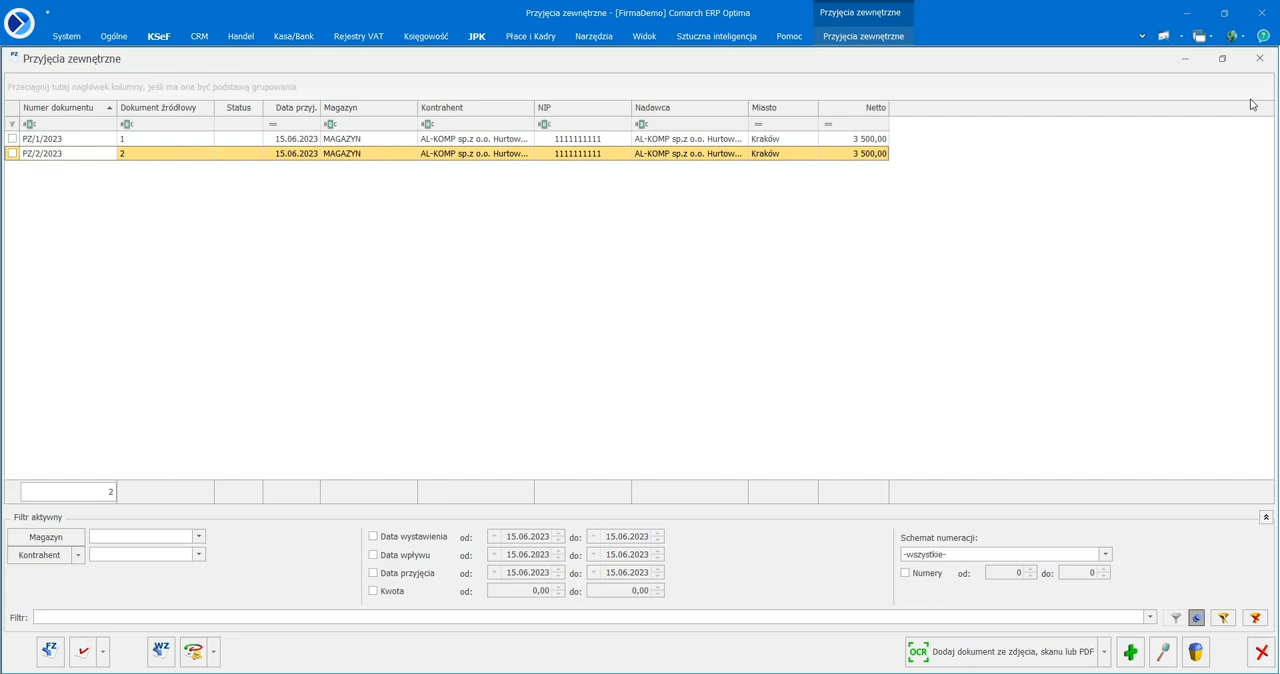 Przyjęcia zewnętrzne - [FirmaDemo] Comarch ERP Optima Przyjęcia zewnętrzne
System Ogólne KSeF CRM Handel Kasa/Bank Rejestry VAT Księgowość JPK Płace i Kadry Narzędzia Widok Sztuczna inteligencja Pomoc Przyjęcia zewnętrzne
PZ Przyjęcia zewnętrzne
Przeciągnij tutaj nagłówek kolumny, jeśli ma ona być podstawą grupowania
Numer dokumentu Dokument źródłowy Status Data przyj. Magazyn Kontrahent NIP Nadawca Miasto Netto
PZ/1/2023 1 15.06.2023 MAGAZYN AL-KOMP sp.z o.o. Hurtow... 1111111111 AL-KOMP sp.z o.o. Hurtow... Kraków 3 500,00
PZ/2/2023 2 15.06.2023 MAGAZYN AL-KOMP sp.z o.o. Hurtow... 1111111111 AL-KOMP sp.z o.o. Hurtow... Kraków 3 500,00
2
Filtr aktywny
Magazyn Data wystawienia od: 15.06.2023 do: 15.06.2023 Schemat numeracji:
Kontrahent Data wpływu od: 15.06.2023 do: 15.06.2023 -wszystkie-
Data przyjęcia od: 15.06.2023 do: 15.06.2023 Numery od: 0 do: 0
Kwota od: 0,00 do: 0,00
Filtr:
FZ WZ OCR Dodaj dokument ze zdjęcia, skanu lub PDF